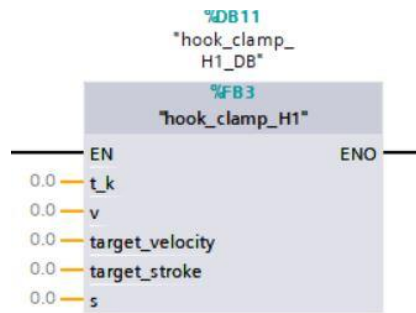 %DB11
"hook_clamp_
H1_DB"
%FB3
"hook_clamp_H1"
EN ENO
0.0 t_k
0.0 v
0.0 target_velocity
0.0 target_stroke
0.0 s